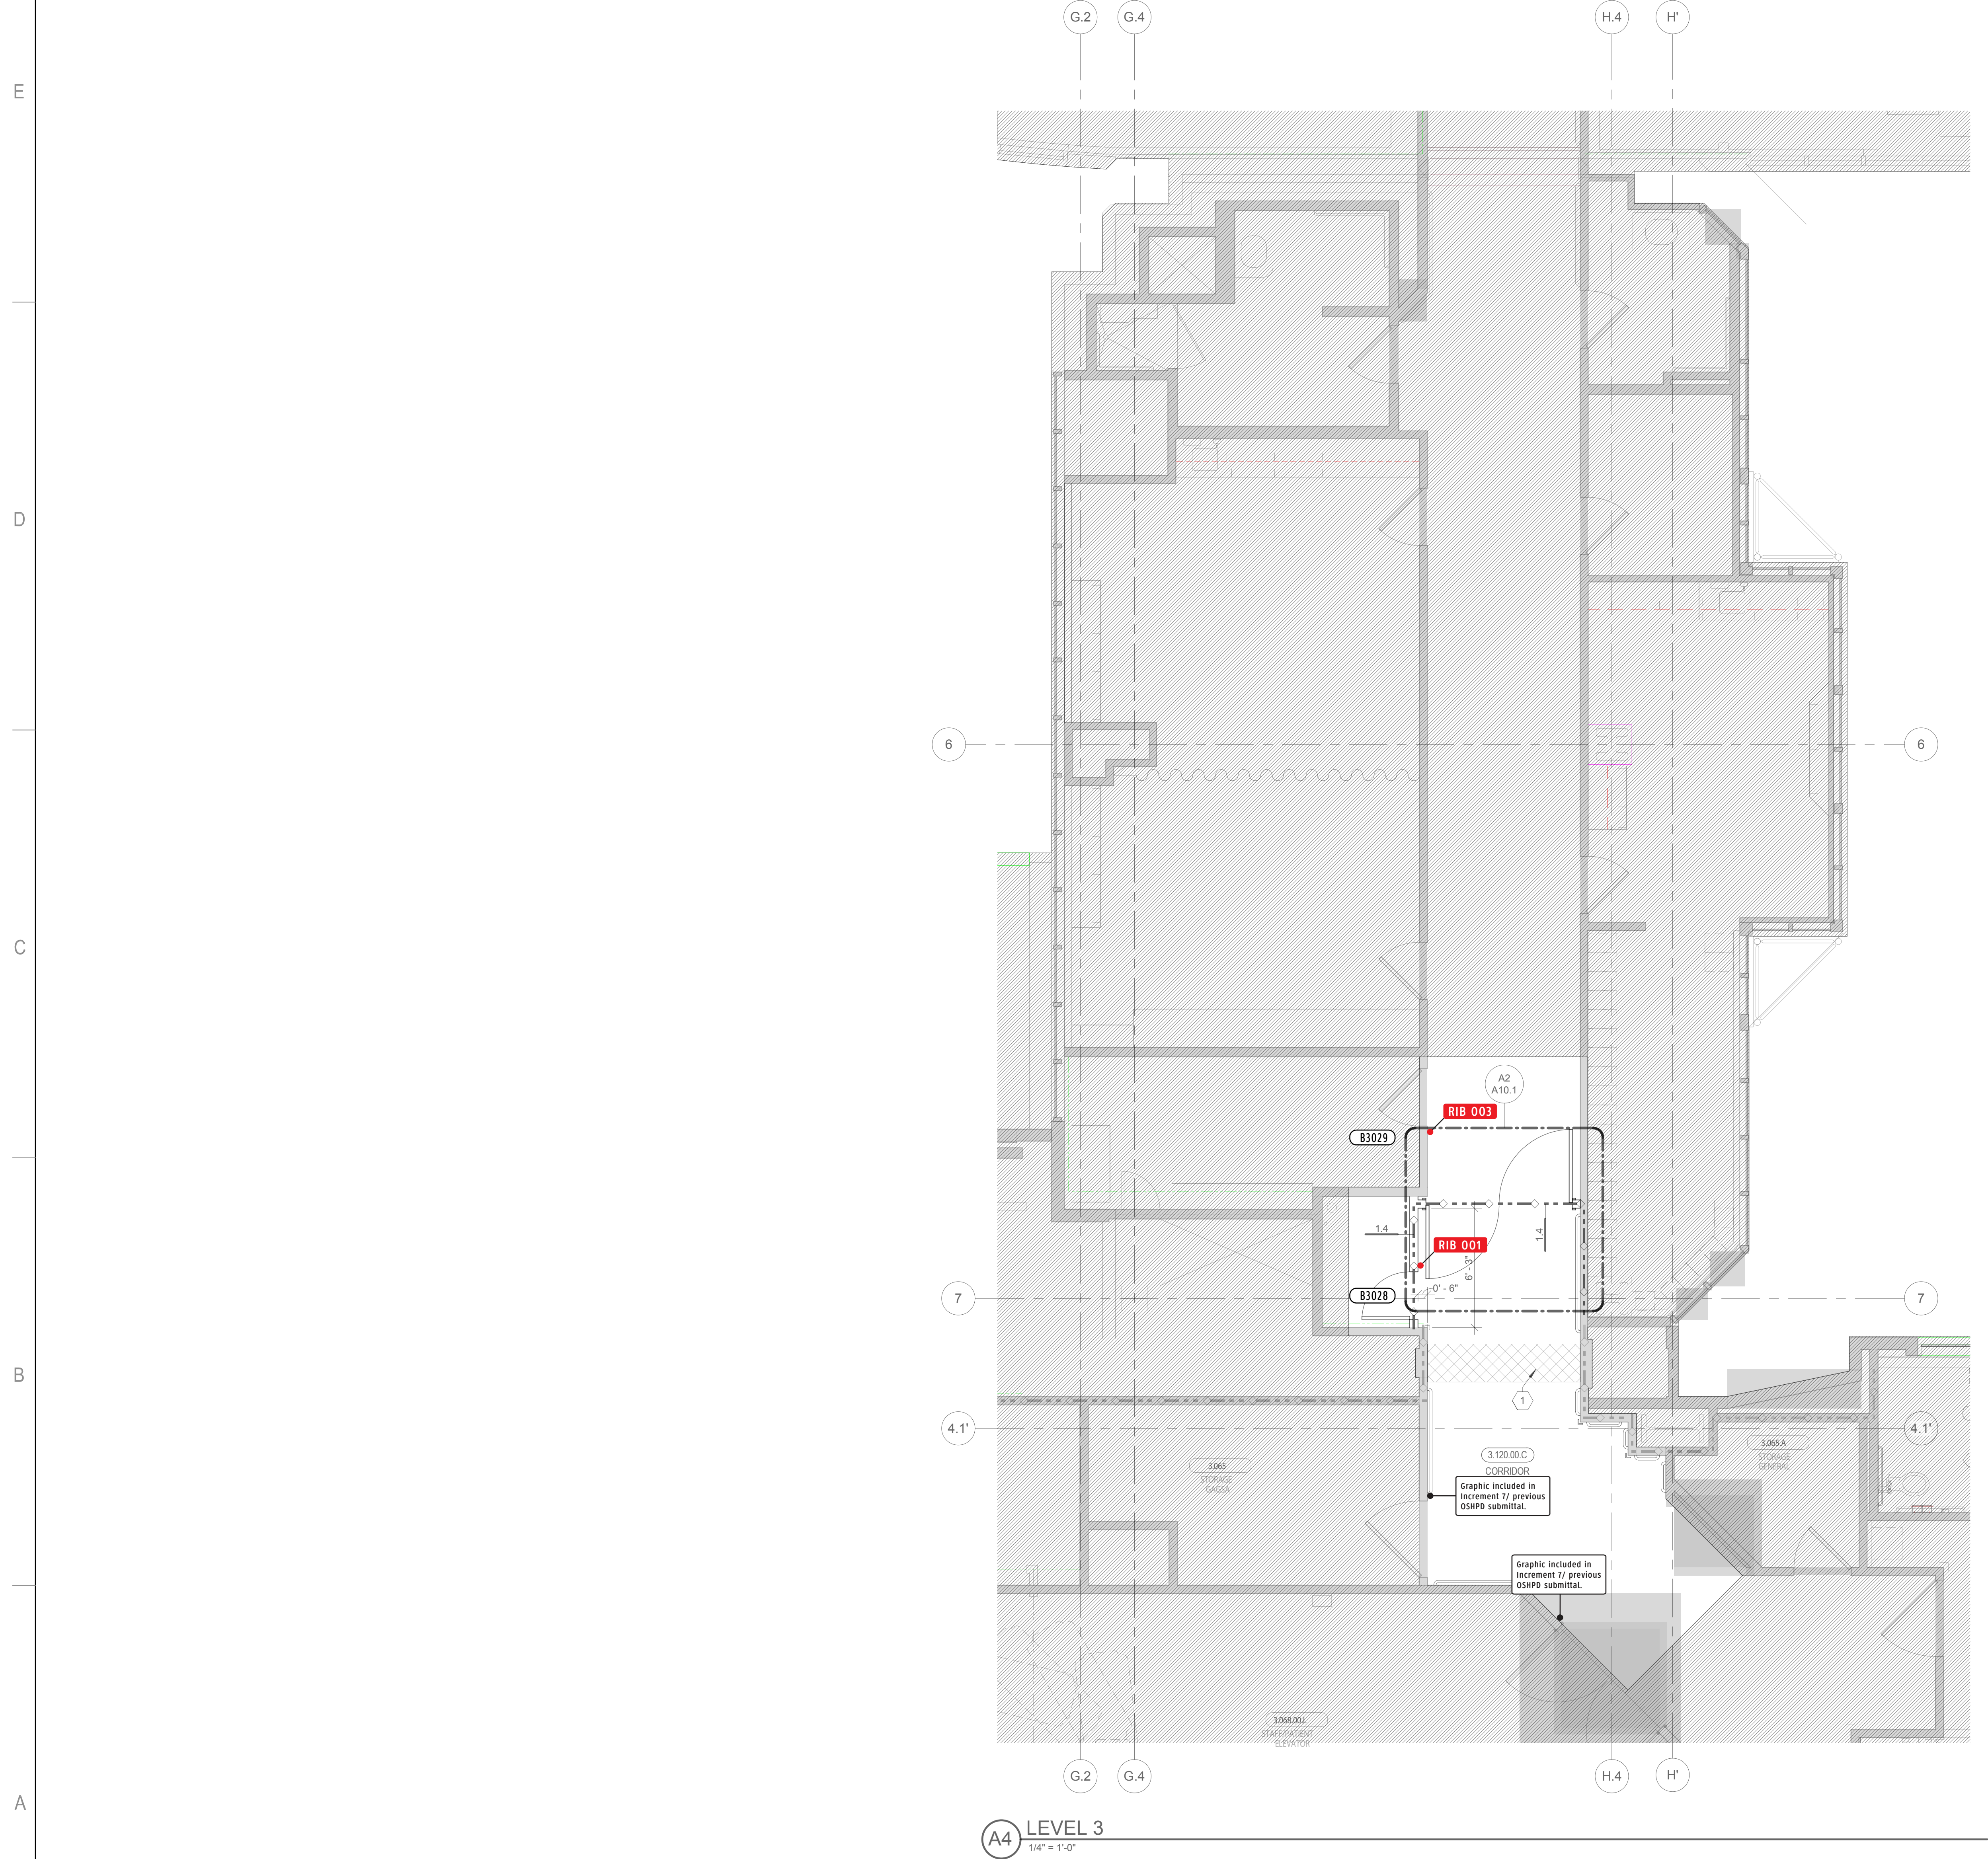 G.2
G.4
H.4
H'
E
D
6
6
C
A2
A10.1
RIB 003
B3029
1.4
1.4
RIB 001
6' - 3"
0' - 6"
B3028
7
7
B
1
4.1'
4.1'
3.120.00.C
CORRIDOR
3.065
STORAGE
GAGSA
3.065.A
STORAGE
GENERAL
Graphic included in
Increment 7/ previous
OSHPD submittal.
Graphic included in
Increment 7/ previous
OSHPD submittal.
3.068.00.L
STAFF/PATIENT
ELEVATOR
G.2
G.4
H.4
H'
A
A4
LEVEL 3
1/4" = 1'-0"